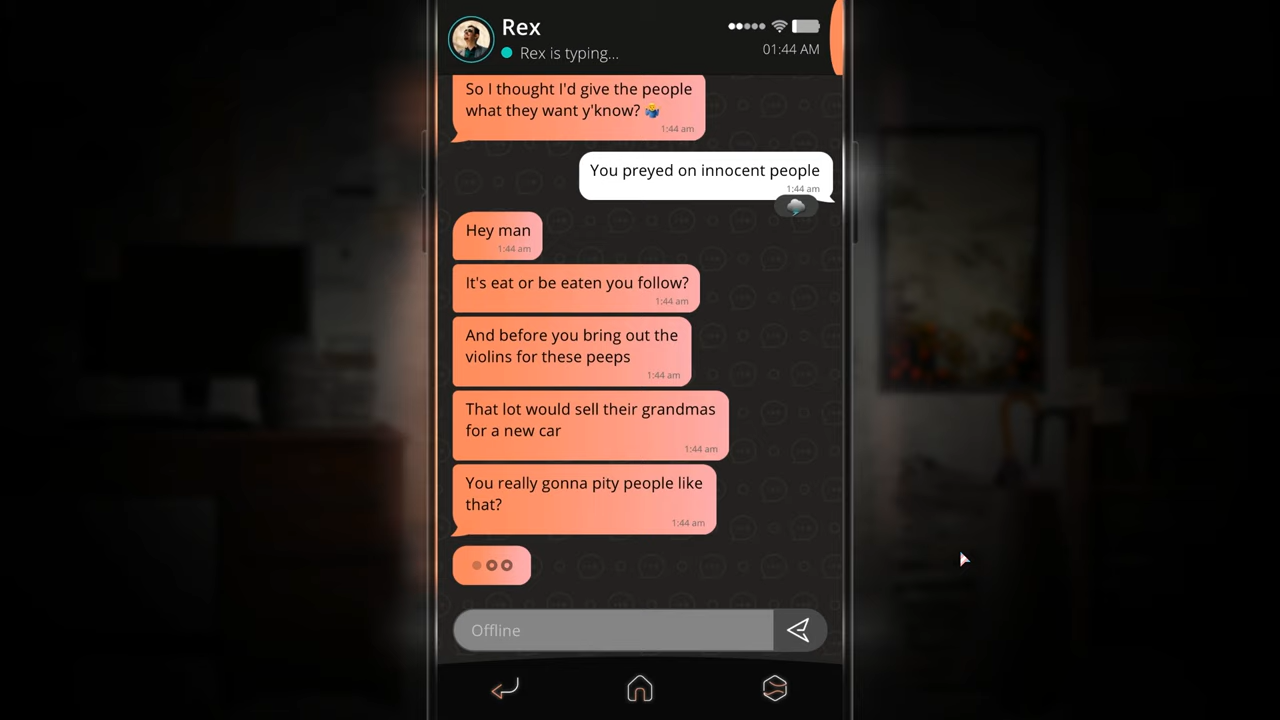 Rex
Rex is typing...
01:44 AM
So I thought I'd give the people
what they want y'know? 🤷
1:44 am
You preyed on innocent people
1:44 am
Hey man
1:44 am
It's eat or be eaten you follow?
1:44 am
And before you bring out the
violins for these peeps
1:44 am
That lot would sell their grandmas
for a new car
1:44 am
You really gonna pity people like
that?
1:44 am
Offline